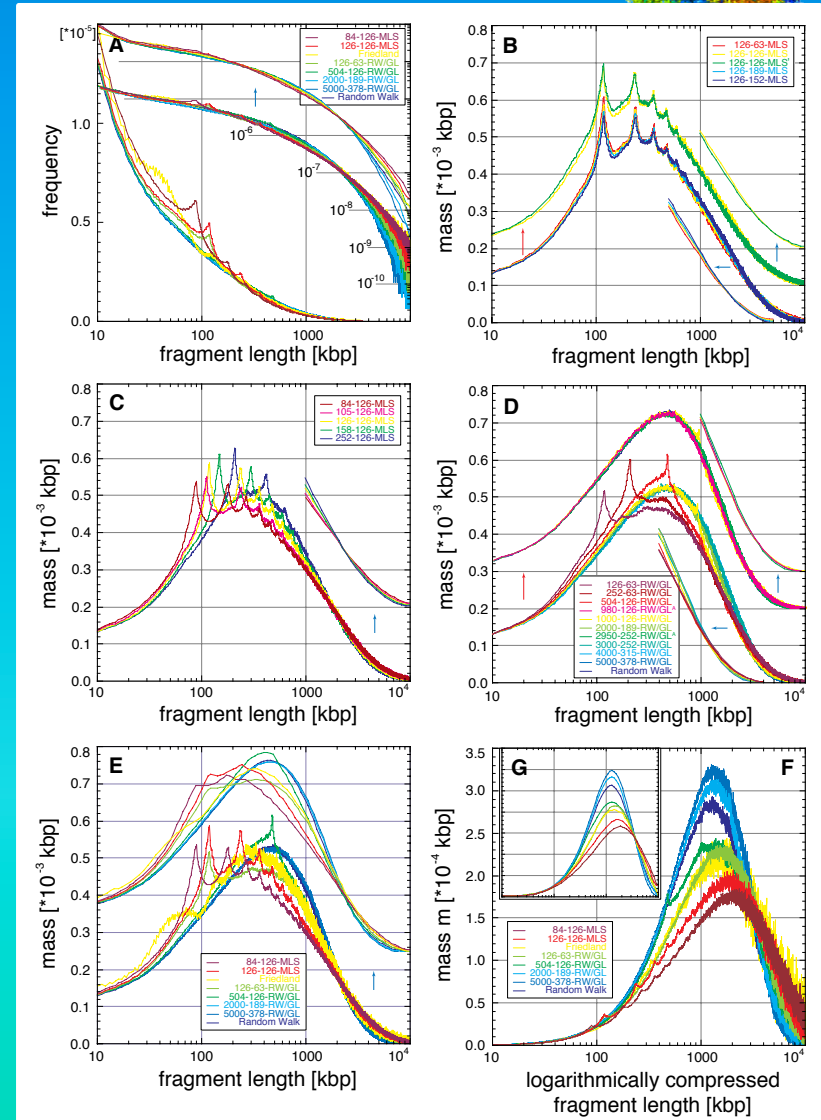 A
[*10⁻⁵]
84-126-MLS
126-126-MLS
Friedland
126-63-RW/GL
504-126-RW/GL
2000-189-RW/GL
5000-378-RW/GL
Random Walk
frequency
1.0
0.5
0.0
10⁻⁶
10⁻⁷
10⁻⁸
10⁻⁹
10⁻¹⁰
10
100
1000
fragment length [kbp]
B
126-63-MLS
126-126-MLS
126-126-MLS
126-189-MLS
126-152-MLS
mass [*10⁻³ kbp]
0.8
0.7
0.6
0.5
0.4
0.3
0.2
0.1
0.0
10
100
1000
10⁴
fragment length [kbp]
C
84-126-MLS
105-126-MLS
126-126-MLS
158-126-MLS
252-126-MLS
mass [*10⁻³ kbp]
0.8
0.7
0.6
0.5
0.4
0.3
0.2
0.1
0.0
10
100
1000
10⁴
fragment length [kbp]
D
126-63-RW/GL
252-63-RW/GL
504-126-RW/GL
980-126-RW/GL^
1000-126-RW/GL
2000-189-RW/GL
2950-252-RW/GL^
3000-252-RW/GL
4000-315-RW/GL
5000-378-RW/GL
Random Walk
mass [*10⁻³ kbp]
0.8
0.7
0.6
0.5
0.4
0.3
0.2
0.1
0.0
10
100
1000
10⁴
fragment length [kbp]
E
84-126-MLS
126-126-MLS
Friedland
126-63-RW/GL
504-126-RW/GL
2000-189-RW/GL
5000-378-RW/GL
Random Walk
mass [*10⁻³ kbp]
0.8
0.7
0.6
0.5
0.4
0.3
0.2
0.1
0.0
10
100
1000
10⁴
fragment length [kbp]
G
F
84-126-MLS
126-126-MLS
Friedland
126-63-RW/GL
504-126-RW/GL
2000-189-RW/GL
5000-378-RW/GL
Random Walk
mass m [*10⁻⁴ kbp]
3.5
3.0
2.5
2.0
1.5
1.0
0.5
0.0
10
100
1000
10⁴
logarithmically compressed
fragment length [kbp]